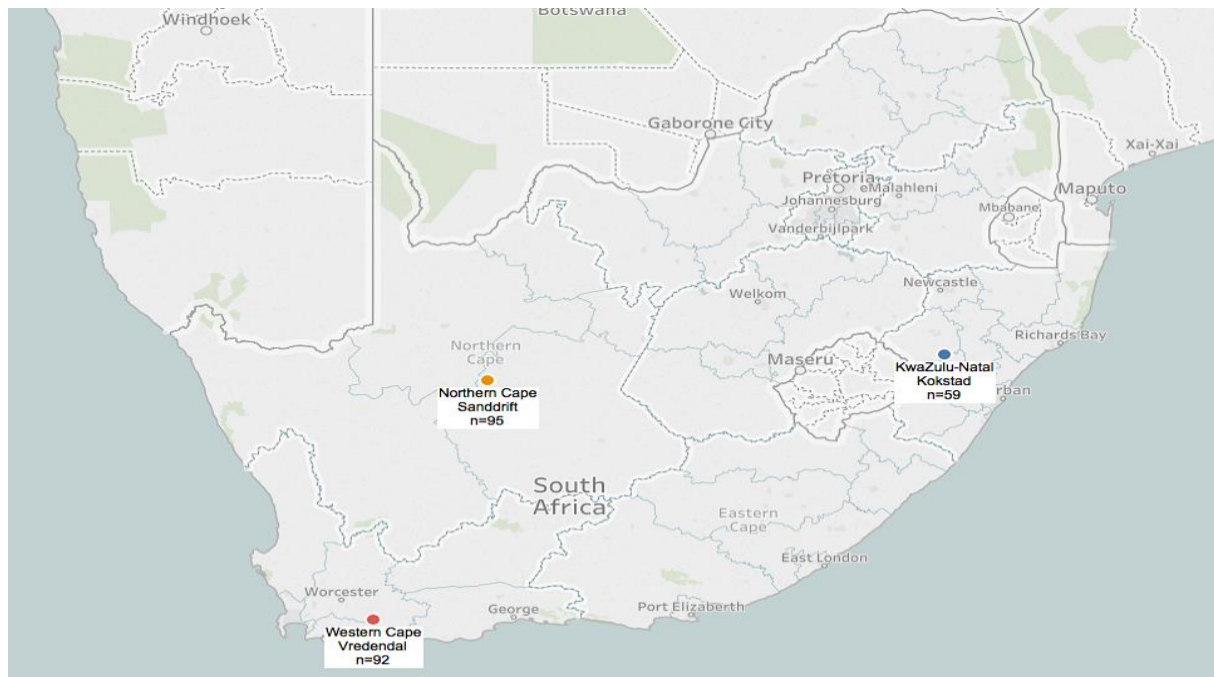 Windhoek
Botswana
Gaborone City
Xai-Xai
Pretoria
eMalahleni
Maputo
Johannesburg
Mbabane
Vanderbijlpark
Newcastle
Welkom
Richards Bay
Northern
Cape
Maseru
KwaZulu-Natal
Kokstad
n=59
rban
Northern Cape
Sanddrift
n=95
South
Africa
Eastern
Cape
East London
Worcester
George
Port Elizaberth
Western Cape
Vredendal
n=92